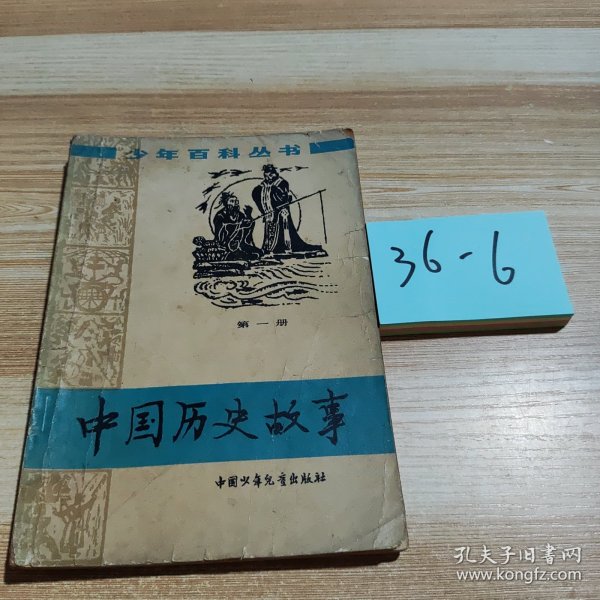 少年百科丛书
第一册
中国历史故事
中国少年儿童出版社
36-6
孔夫子旧书网
www.kongfz.com